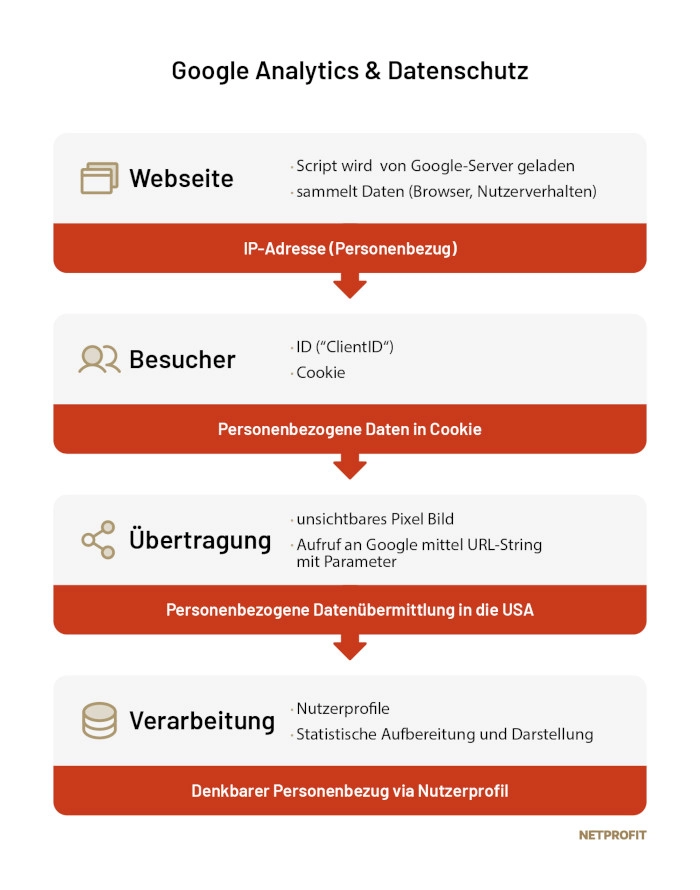 Google Analytics & Datenschutz
Webseite
· Script wird  von Google-Server geladen
· sammelt Daten (Browser, Nutzerverhalten)
IP-Adresse (Personenbezug)
Besucher
· ID (“ClientID“)
· Cookie
Personenbezogene Daten in Cookie
Übertragung
· unsichtbares Pixel Bild
· Aufruf an Google mittel URL-String
mit Parameter
Personenbezogene Datenübermittlung in die USA
Verarbeitung
· Nutzerprofile
· Statistische Aufbereitung und Darstellung
Denkbarer Personenbezug via Nutzerprofil
NETPROFIT